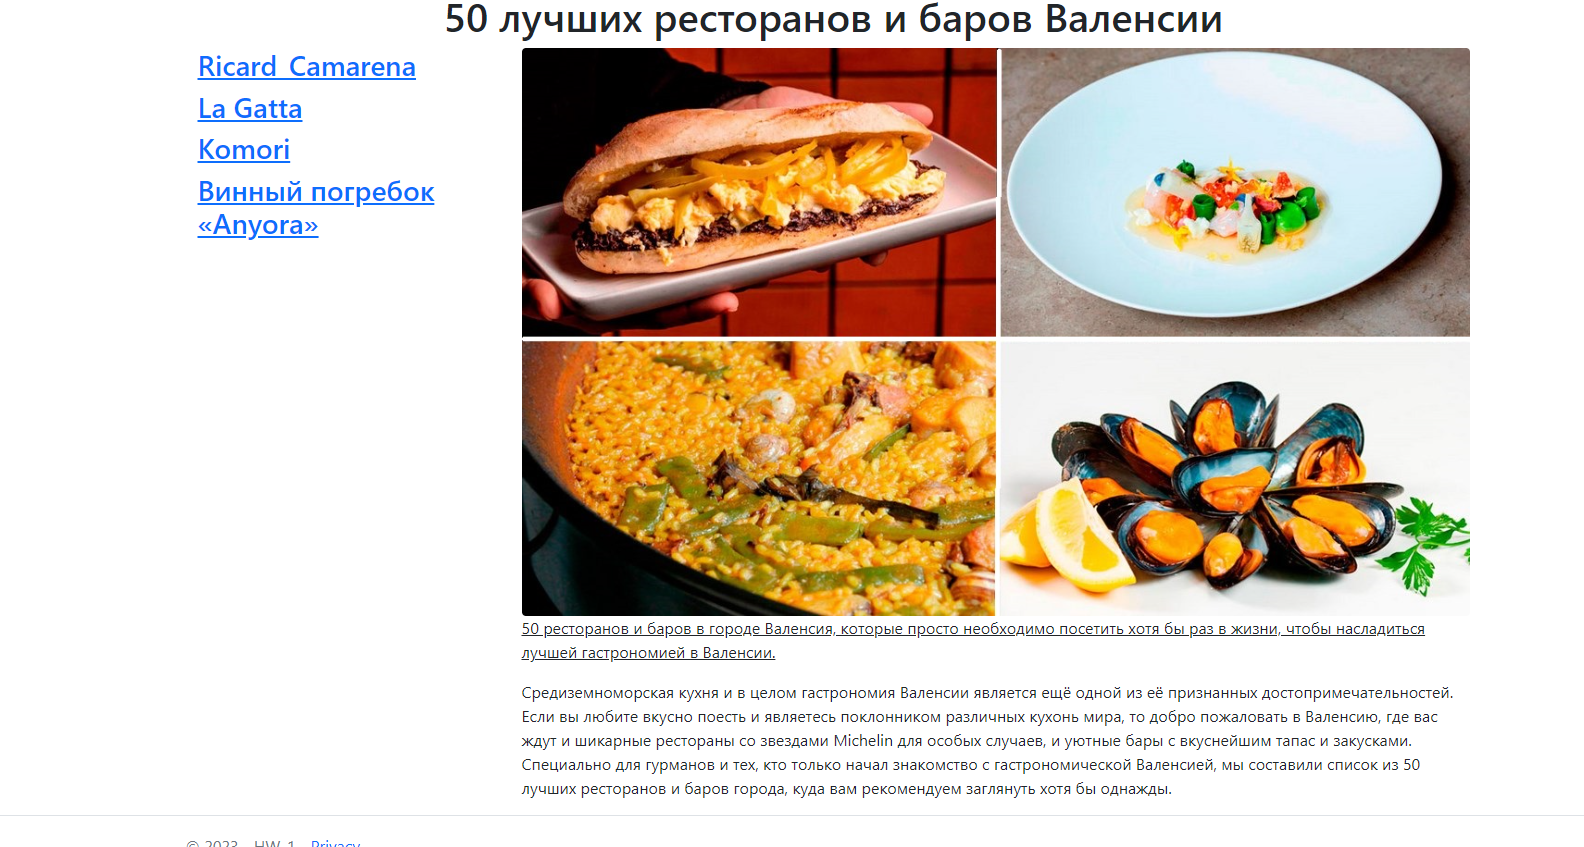 50 лучших ресторанов и баров Валенсии
Ricard Camarena
La Gatta
Komori
Винный погребок
«Anyora»
50 ресторанов и баров в городе Валенсия, которые просто необходимо посетить хотя бы раз в жизни, чтобы насладиться
лучшей гастрономией в Валенсии.
Средиземноморская кухня и в целом гастрономия Валенсии является ещё одной из её признанных достопримечательностей.
Если вы любите вкусно поесть и являетесь поклонником различных кухонь мира, то добро пожаловать в Валенсию, где вас
ждут и шикарные рестораны со звездами Michelin для особых случаев, и уютные бары с вкуснейшим тапас и закусками.
Специально для гурманов и тех, кто только начал знакомство с гастрономической Валенсией, мы составили список из 50
лучших ресторанов и баров города, куда вам рекомендуем заглянуть хотя бы однажды.
© 2023 - HW_1 - Privacy